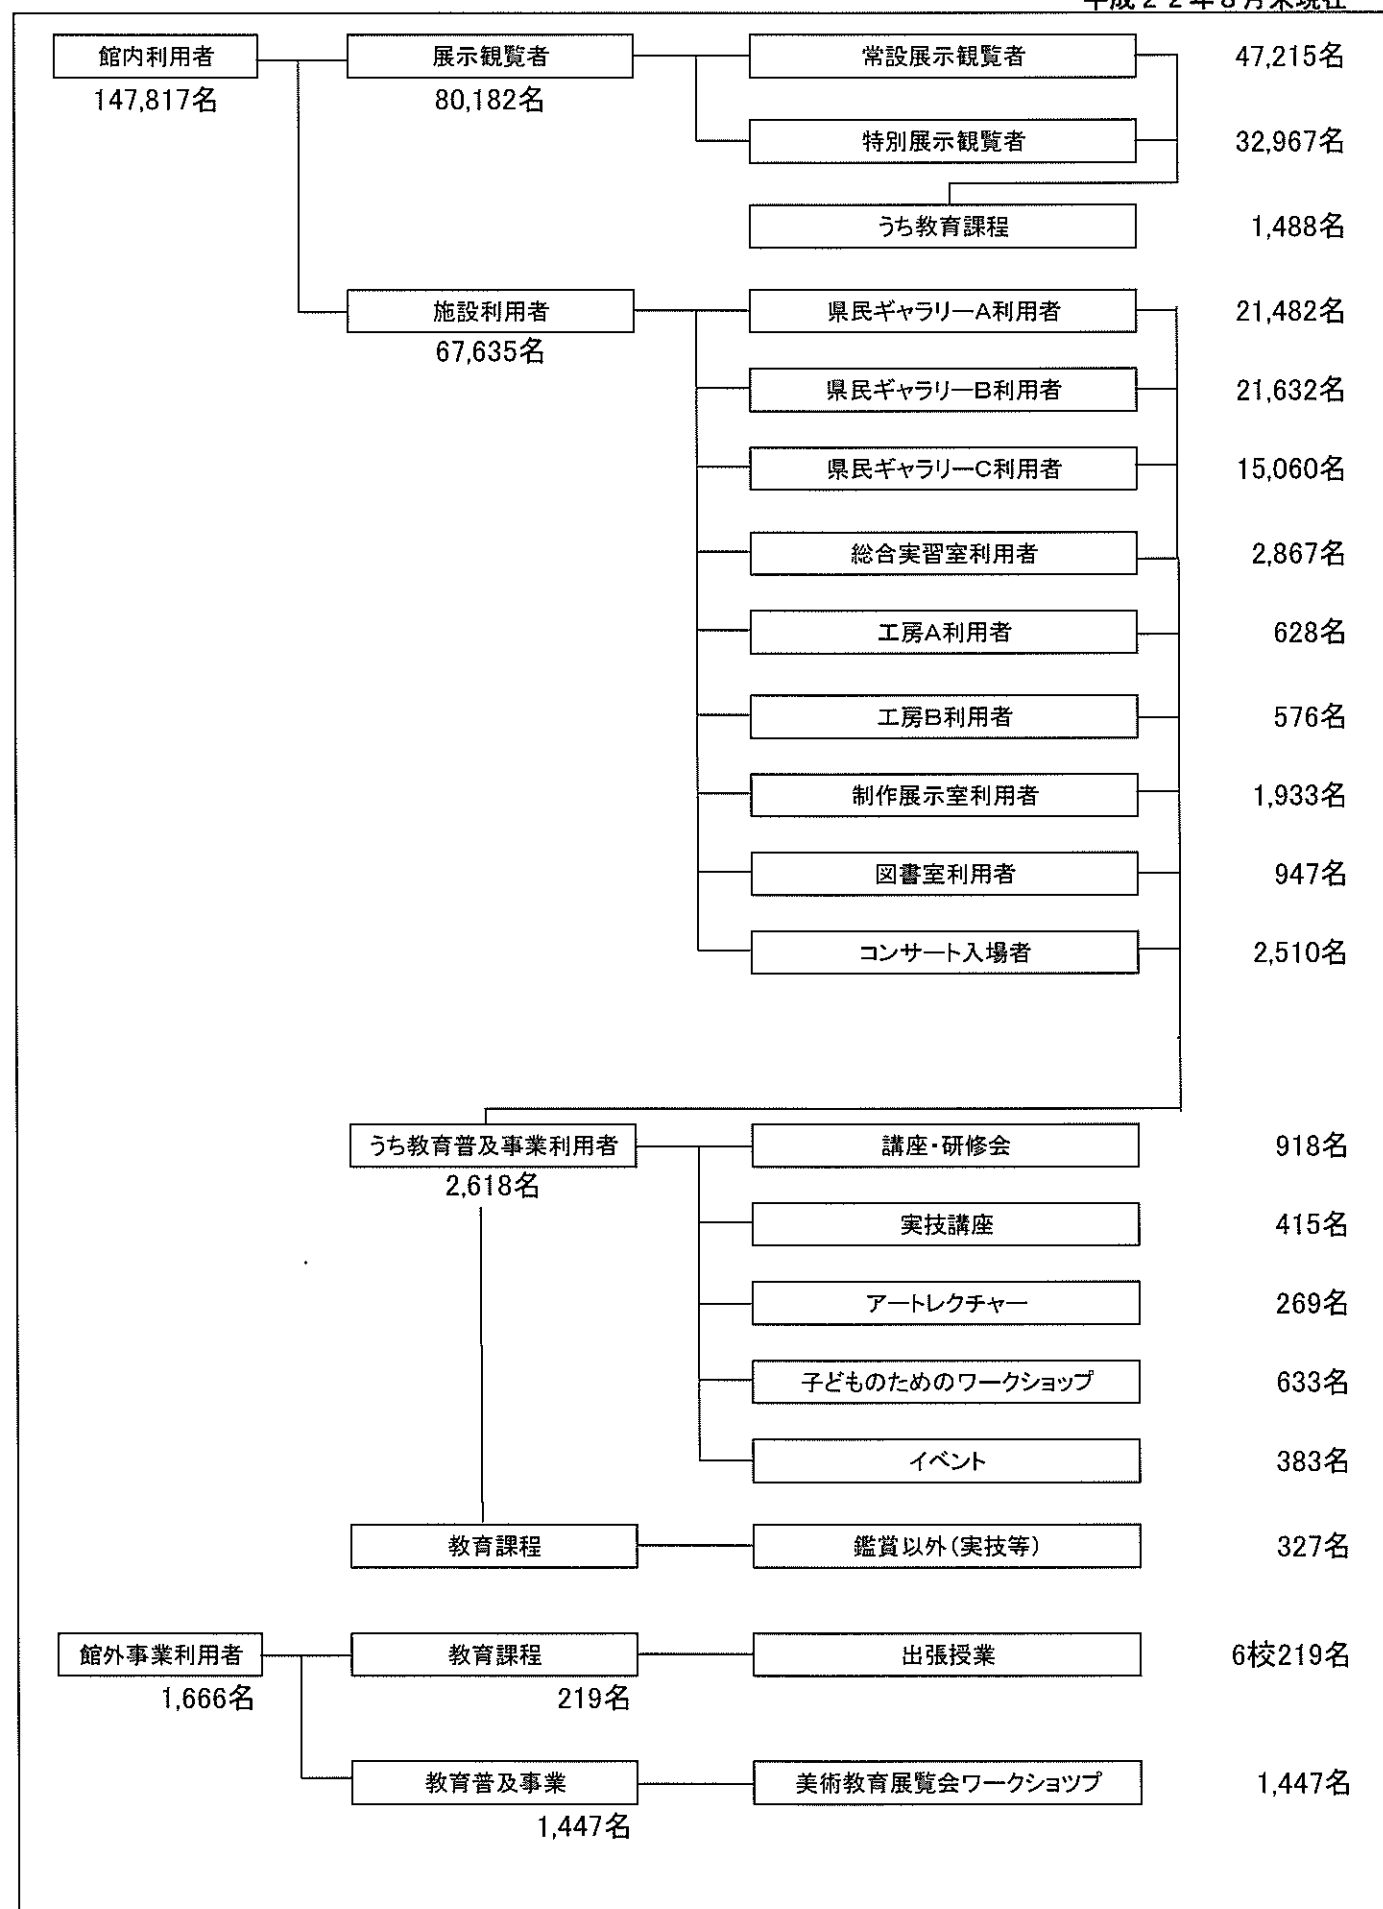 館内利用者 展示観覧者 常設展示観覧者 47,215名
147,817名 80,182名
特別展示観覧者 32,967名
うち教育課程 1,488名
施設利用者 県民ギャラリーA利用者 21,482名
67,635名
県民ギャラリーB利用者 21,632名
県民ギャラリーC利用者 15,060名
総合実習室利用者 2,867名
工房A利用者 628名
工房B利用者 576名
制作展示室利用者 1,933名
図書室利用者 947名
コンサート入場者 2,510名
うち教育普及事業利用者 講座・研修会 918名
2,618名
実技講座 415名
アートレクチャー 269名
子どものためのワークショップ 633名
イベント 383名
教育課程 鑑賞以外(実技等) 327名
館外事業利用者 教育課程 出張授業 6校219名
1,666名 219名
教育普及事業 美術教育展覧会ワークショツプ 1,447名
1,447名